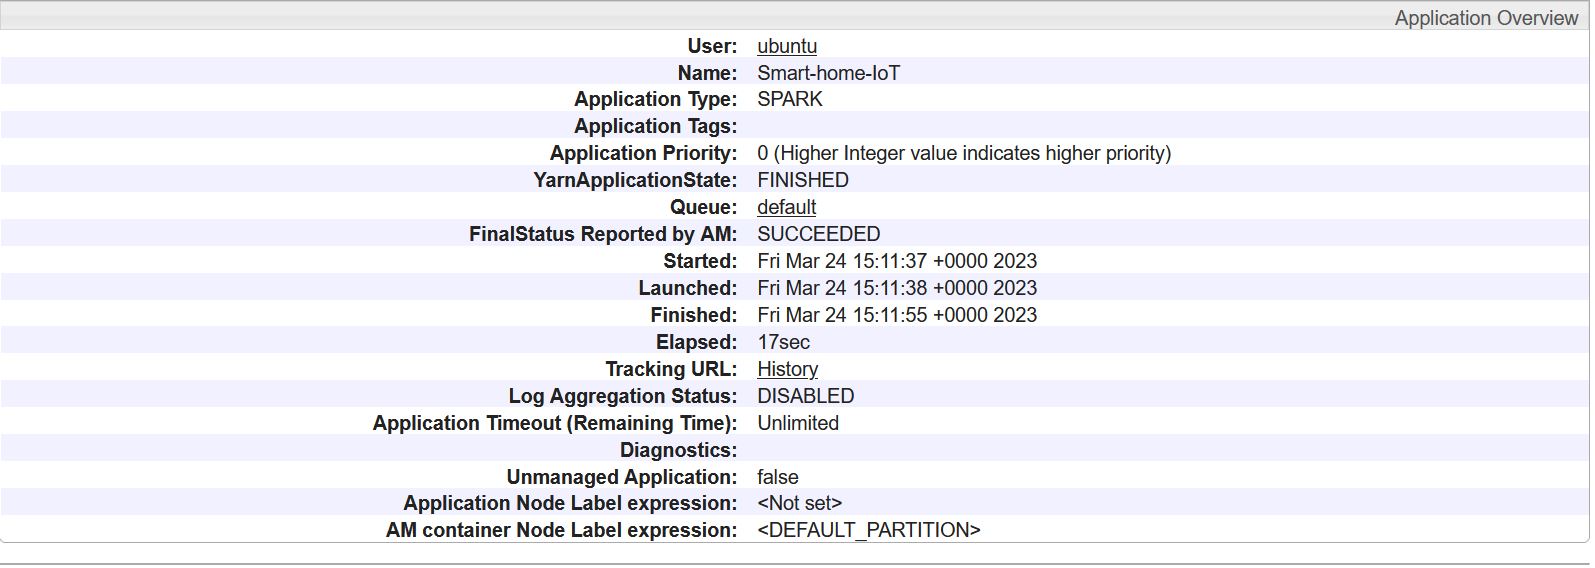 Application Overview
User: ubuntu
Name: Smart-home-IoT
Application Type: SPARK
Application Tags:
Application Priority: 0 (Higher Integer value indicates higher priority)
YarnApplicationState: FINISHED
Queue: default
FinalStatus Reported by AM: SUCCEEDED
Started: Fri Mar 24 15:11:37 +0000 2023
Launched: Fri Mar 24 15:11:38 +0000 2023
Finished: Fri Mar 24 15:11:55 +0000 2023
Elapsed: 17sec
Tracking URL: History
Log Aggregation Status: DISABLED
Application Timeout (Remaining Time): Unlimited
Diagnostics:
Unmanaged Application: false
Application Node Label expression: <Not set>
AM container Node Label expression: <DEFAULT_PARTITION>